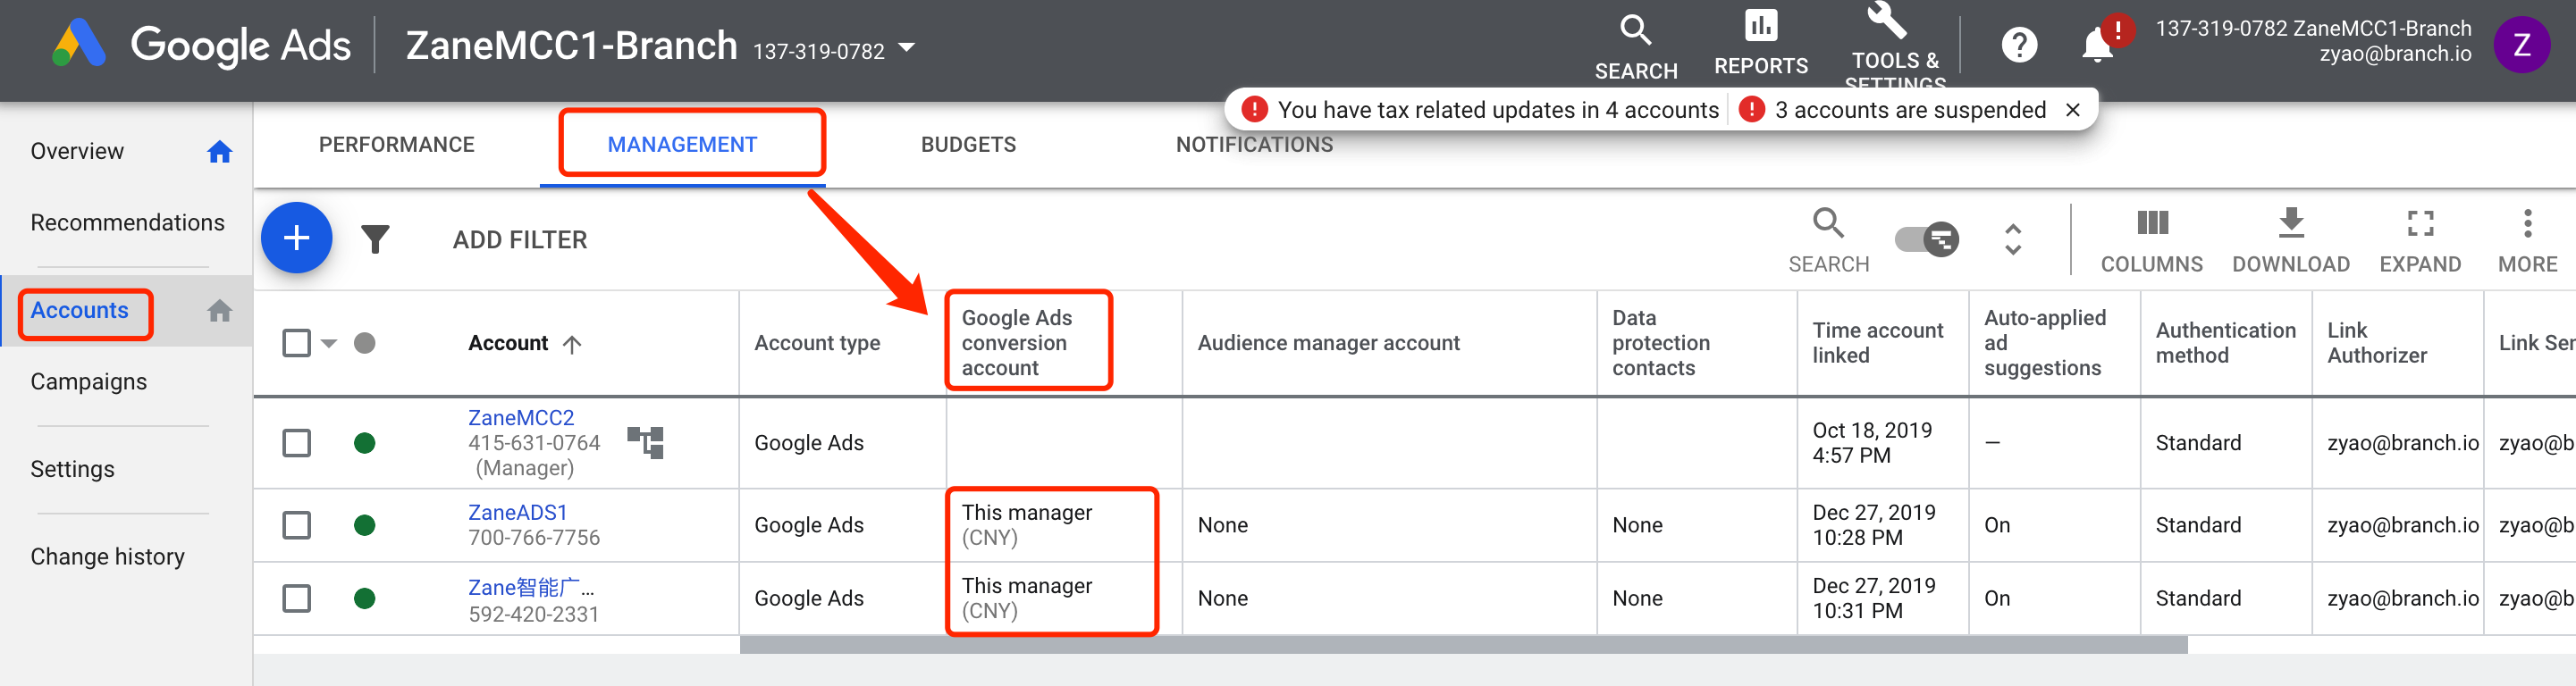 Google Ads
ZaneMCC1-Branch 137-319-0782
SEARCH
REPORTS
TOOLS &
SETTINGS
?
!
137-319-0782 ZaneMCC1-Branch
zyao@branch.io
Z
! You have tax related updates in 4 accounts
! 3 accounts are suspended ×
Overview
Recommendations
Accounts
Campaigns
Settings
Change history
PERFORMANCE
MANAGEMENT
BUDGETS
NOTIFICATIONS
+
ADD FILTER
SEARCH
COLUMNS
DOWNLOAD
EXPAND
MORE
Account ↑
Account type
Google Ads
conversion
account
Audience manager account
Data
protection
contacts
Time account
linked
Auto-applied
ad
suggestions
Authentication
method
Link
Authorizer
Link Ser
ZaneMCC2
415-631-0764
(Manager)
Google Ads
Oct 18, 2019
4:57 PM
—
Standard
zyao@branch.io
zyao@b
ZaneADS1
700-766-7756
Google Ads
This manager
(CNY)
None
None
Dec 27, 2019
10:28 PM
On
Standard
zyao@branch.io
zyao@b
Zane智能广...
592-420-2331
Google Ads
This manager
(CNY)
None
None
Dec 27, 2019
10:31 PM
On
Standard
zyao@branch.io
zyao@b